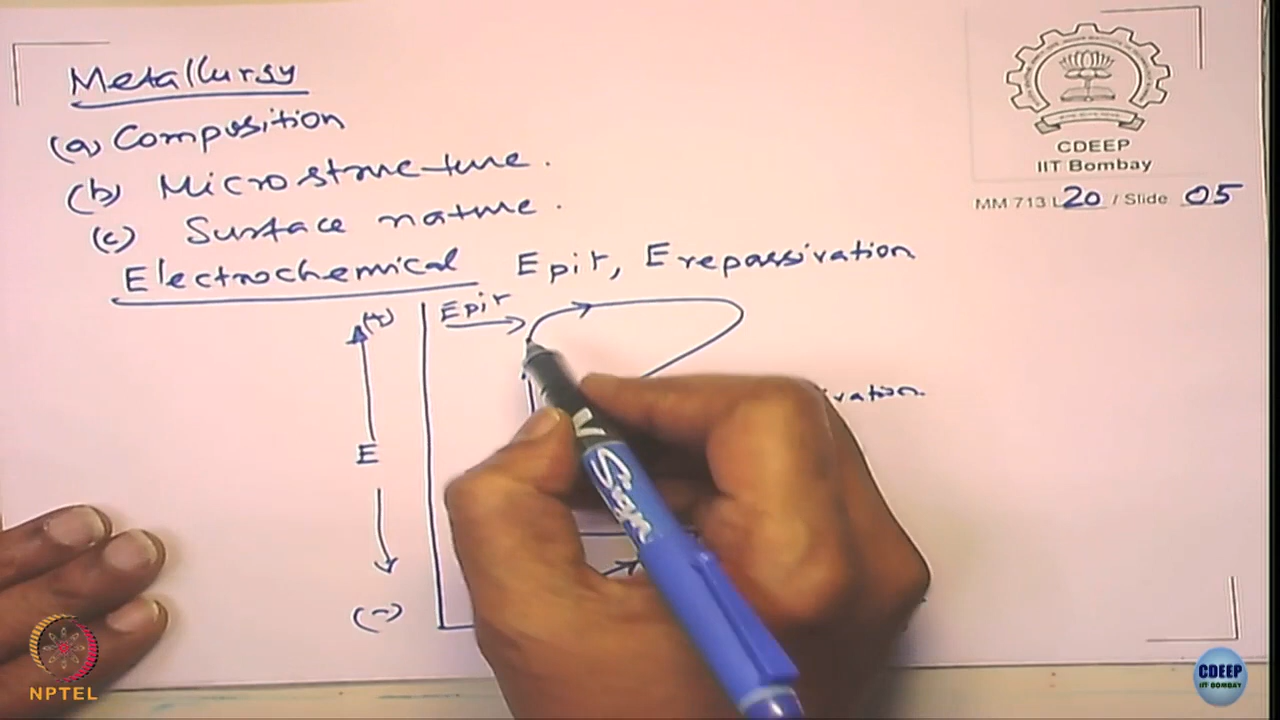 Metallurgy
(a) Composition
(b) Microstructure.
(c) Surface nature.
Electrochemical Epit, Erepassivation
Epit
(+)
E
(-)
CDEEP
IIT Bombay
MM 713 L20 / Slide 05
NPTEL
CDEEP
IIT BOMBAY